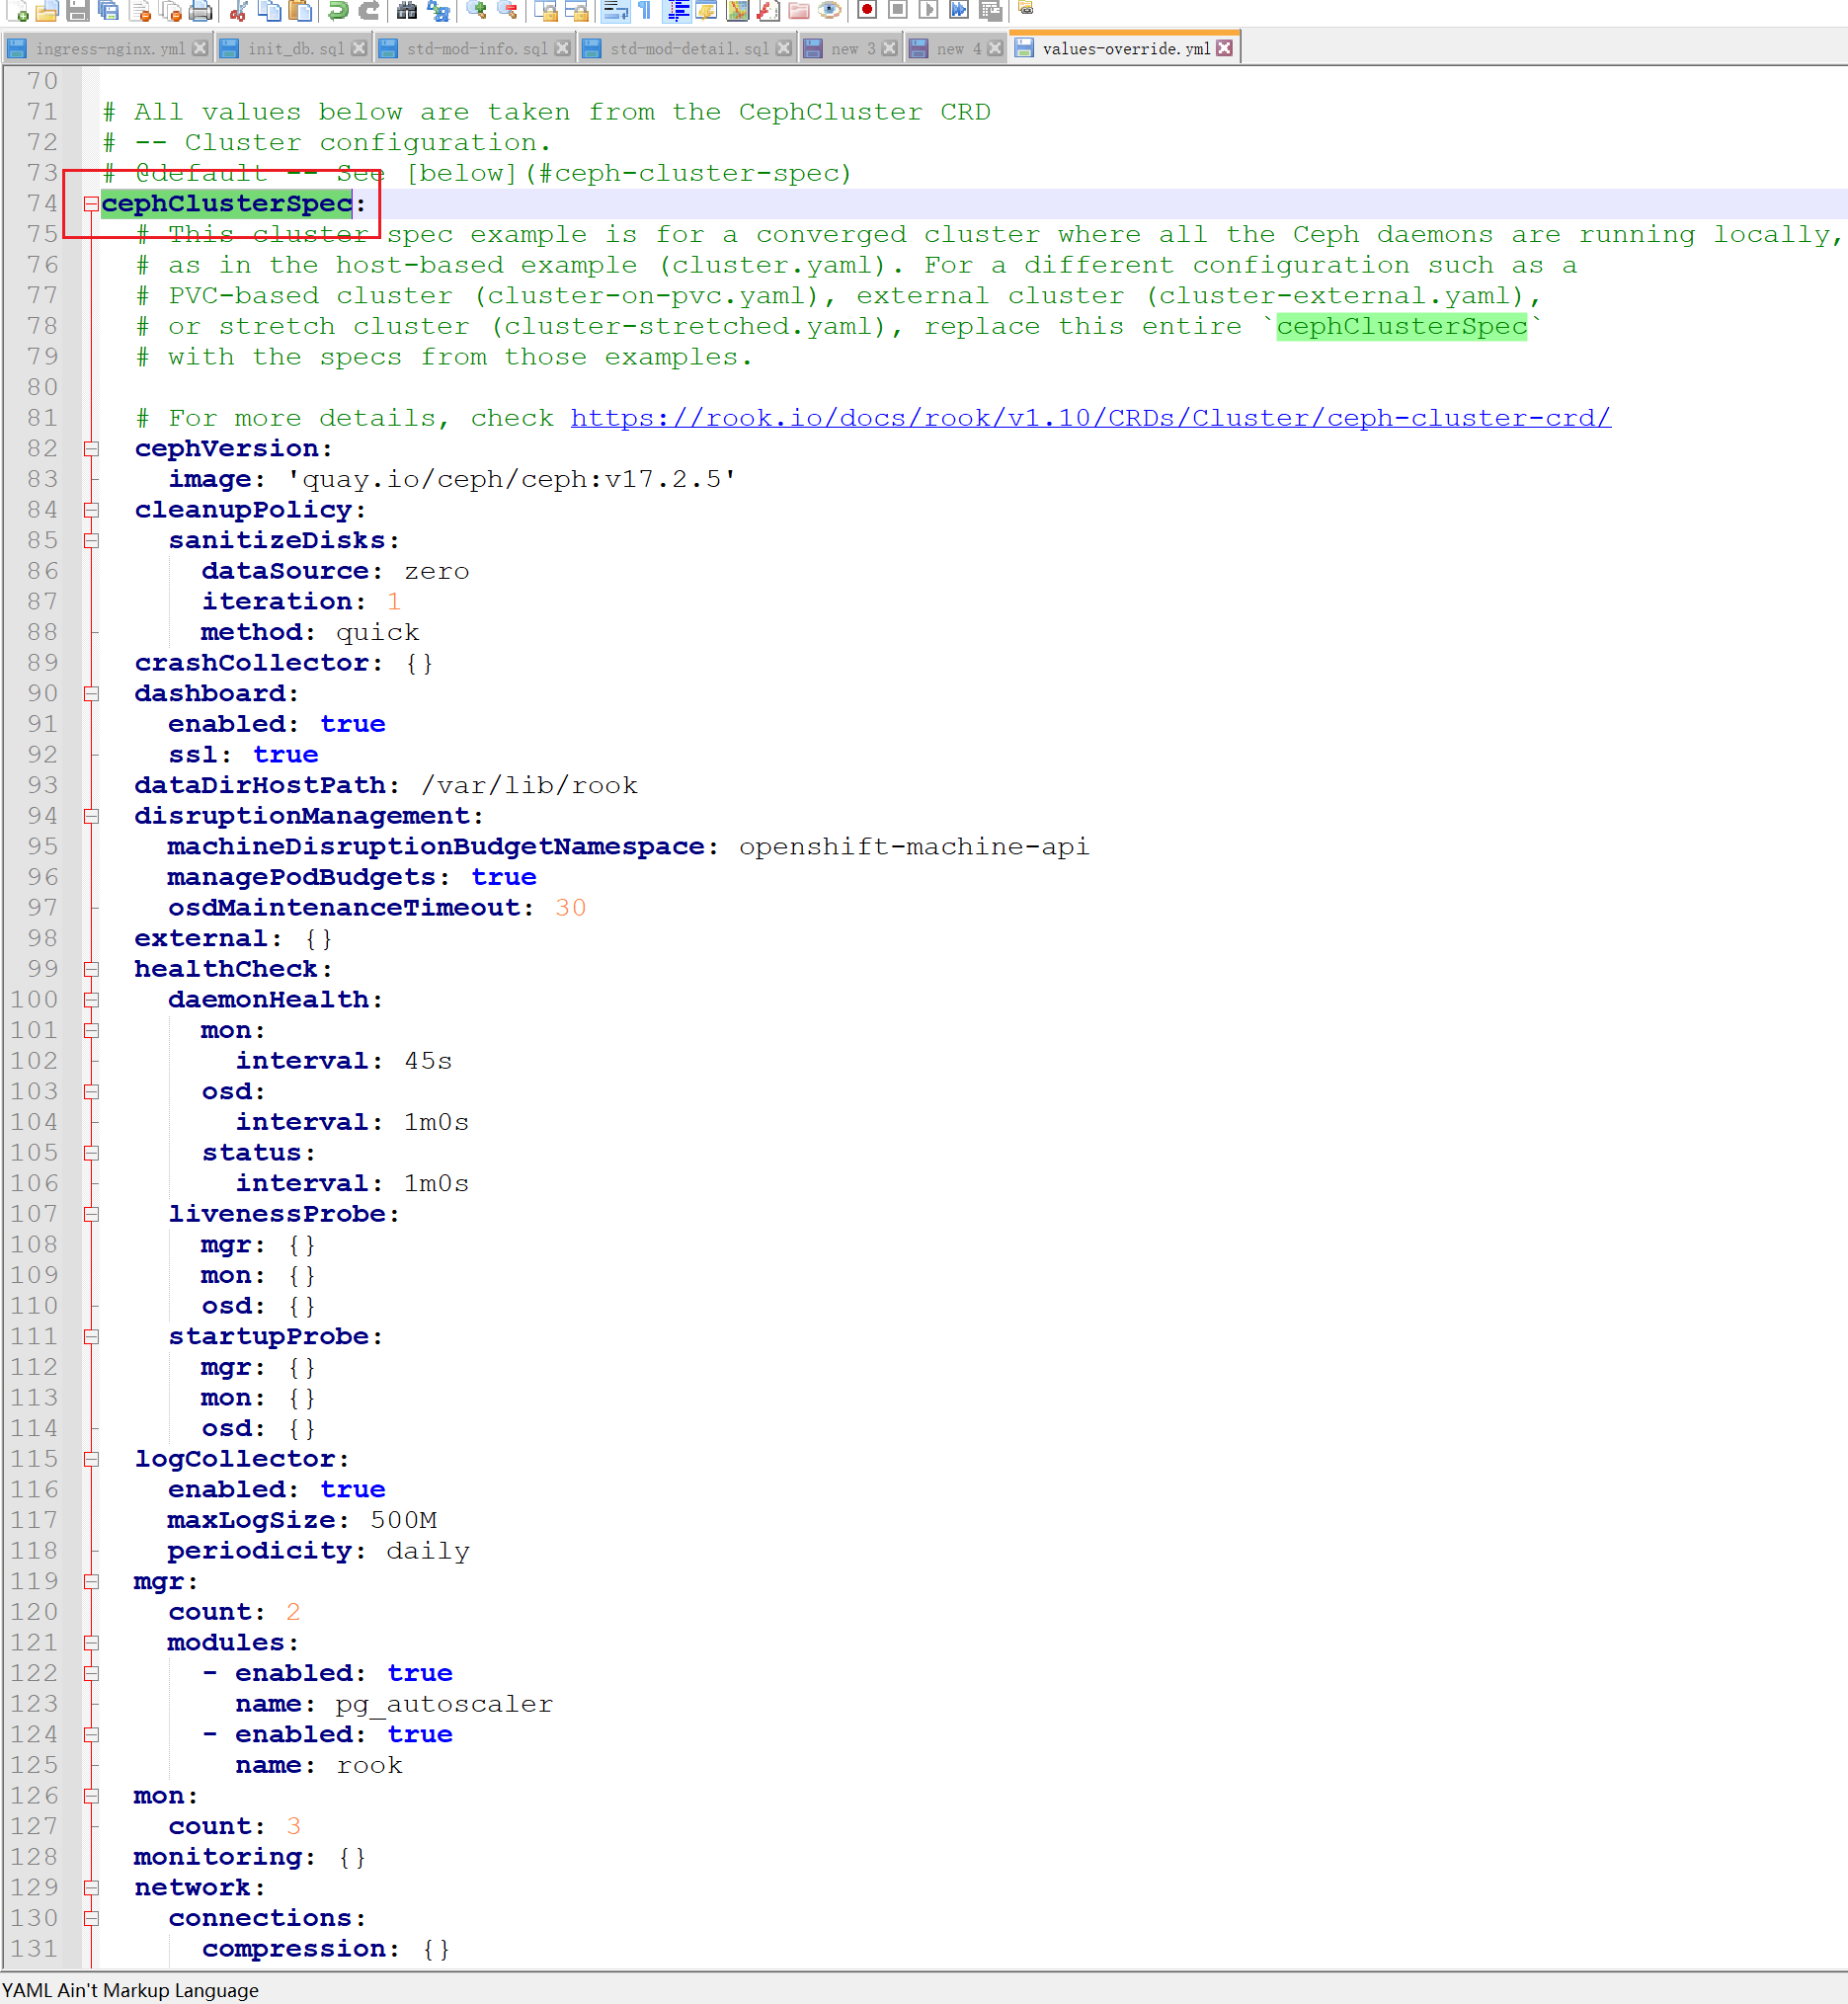 ingress-nginx.yml init_db.sql std-mod-info.sql std-mod-detail.sql new 3 new 4 values-override.yml
70
71 # All values below are taken from the CephCluster CRD
72 # -- Cluster configuration.
73 # @default -- See [below](#ceph-cluster-spec)
74 cephClusterSpec:
75 # This cluster spec example is for a converged cluster where all the Ceph daemons are running locally,
76 # as in the host-based example (cluster.yaml). For a different configuration such as a
77 # PVC-based cluster (cluster-on-pvc.yaml), external cluster (cluster-external.yaml),
78 # or stretch cluster (cluster-stretched.yaml), replace this entire `cephClusterSpec`
79 # with the specs from those examples.
80
81 # For more details, check https://rook.io/docs/rook/v1.10/CRDs/Cluster/ceph-cluster-crd/
82 cephVersion:
83 image: 'quay.io/ceph/ceph:v17.2.5'
84 cleanupPolicy:
85 sanitizeDisks:
86 dataSource: zero
87 iteration: 1
88 method: quick
89 crashCollector: {}
90 dashboard:
91 enabled: true
92 ssl: true
93 dataDirHostPath: /var/lib/rook
94 disruptionManagement:
95 machineDisruptionBudgetNamespace: openshift-machine-api
96 managePodBudgets: true
97 osdMaintenanceTimeout: 30
98 external: {}
99 healthCheck:
100 daemonHealth:
101 mon:
102 interval: 45s
103 osd:
104 interval: 1m0s
105 status:
106 interval: 1m0s
107 livenessProbe:
108 mgr: {}
109 mon: {}
110 osd: {}
111 startupProbe:
112 mgr: {}
113 mon: {}
114 osd: {}
115 logCollector:
116 enabled: true
117 maxLogSize: 500M
118 periodicity: daily
119 mgr:
120 count: 2
121 modules:
122 - enabled: true
123 name: pg_autoscaler
124 - enabled: true
125 name: rook
126 mon:
127 count: 3
128 monitoring: {}
129 network:
130 connections:
131 compression: {}
YAML Ain't Markup Language